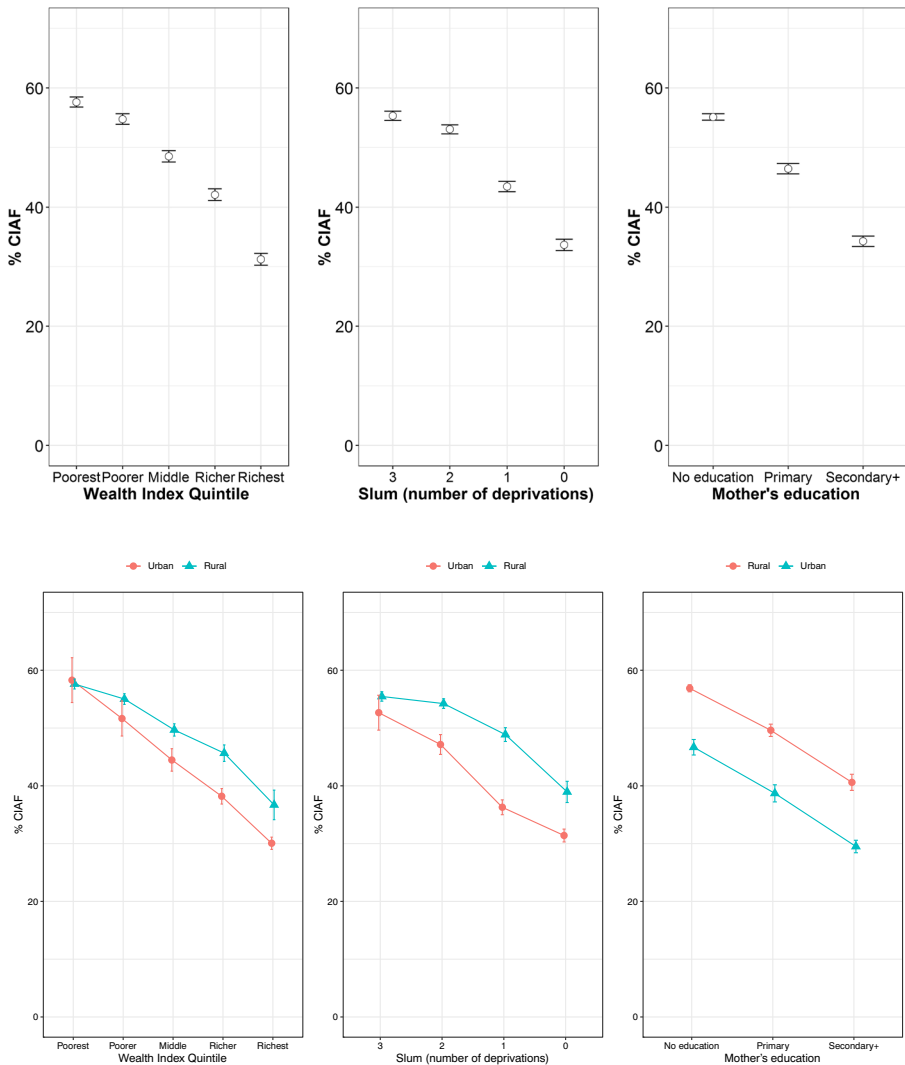 % CIAF
60
40
20
0
Poorest Poorer Middle Richer Richest
Wealth Index Quintile
% CIAF
60
40
20
0
3 2 1 0
Slum (number of deprivations)
% CIAF
60
40
20
0
No education Primary Secondary+
Mother's education
Urban Rural
% CIAF
60
40
20
0
Poorest Poorer Middle Richer Richest
Wealth Index Quintile
Urban Rural
% CIAF
60
40
20
0
3 2 1 0
Slum (number of deprivations)
Rural Urban
% CIAF
60
40
20
0
No education Primary Secondary+
Mother's education